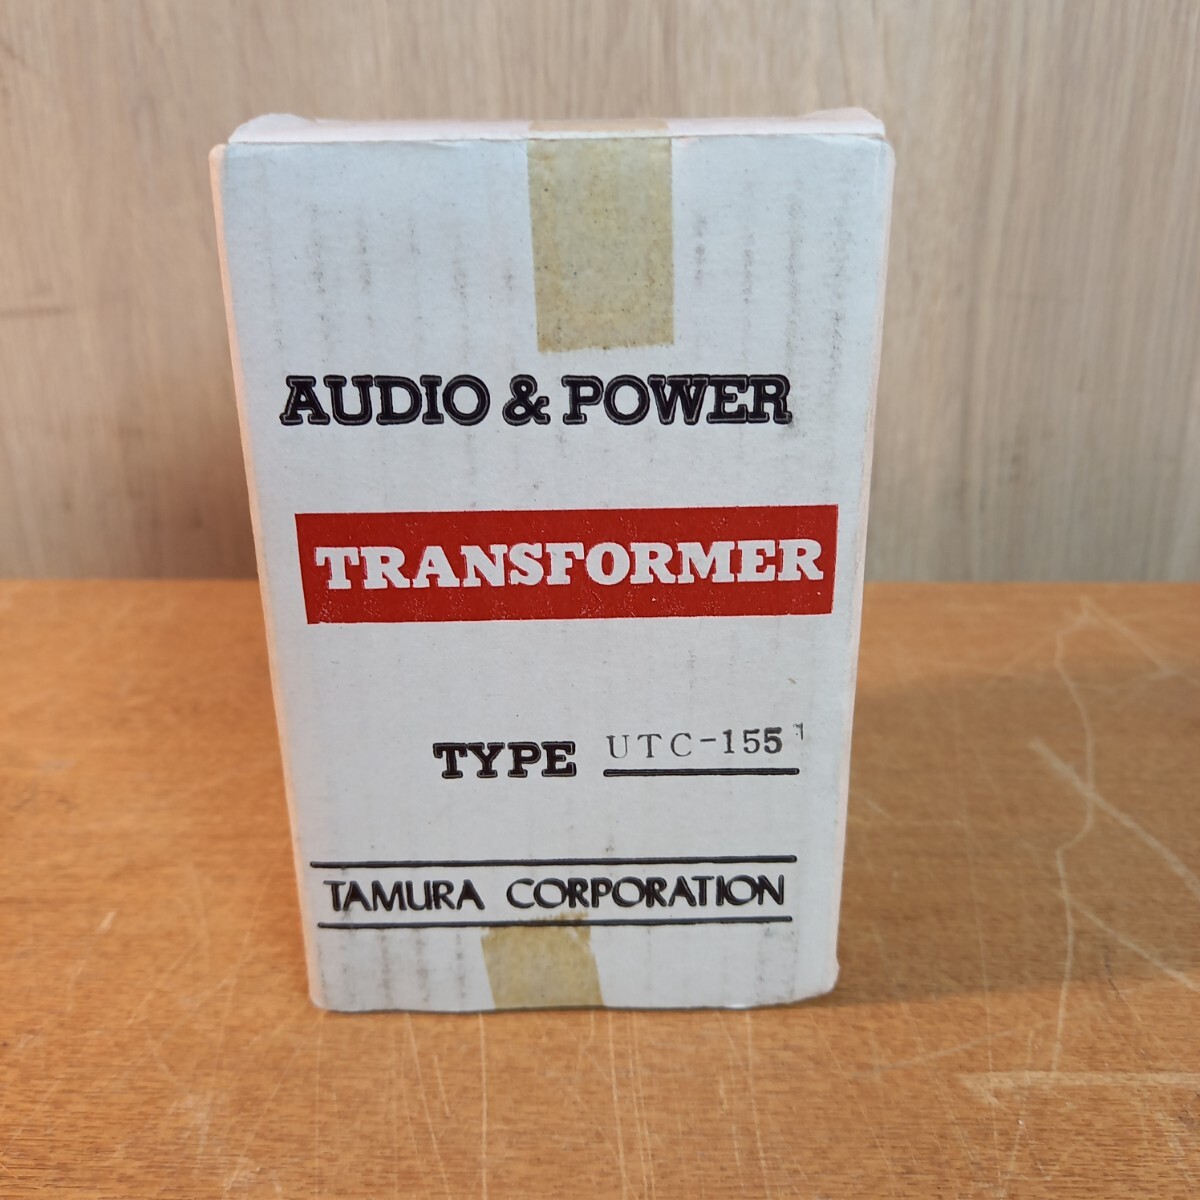 AUDIO & POWER
TRANSFORMER
TYPE UTC-155
TAMURA CORPORATION